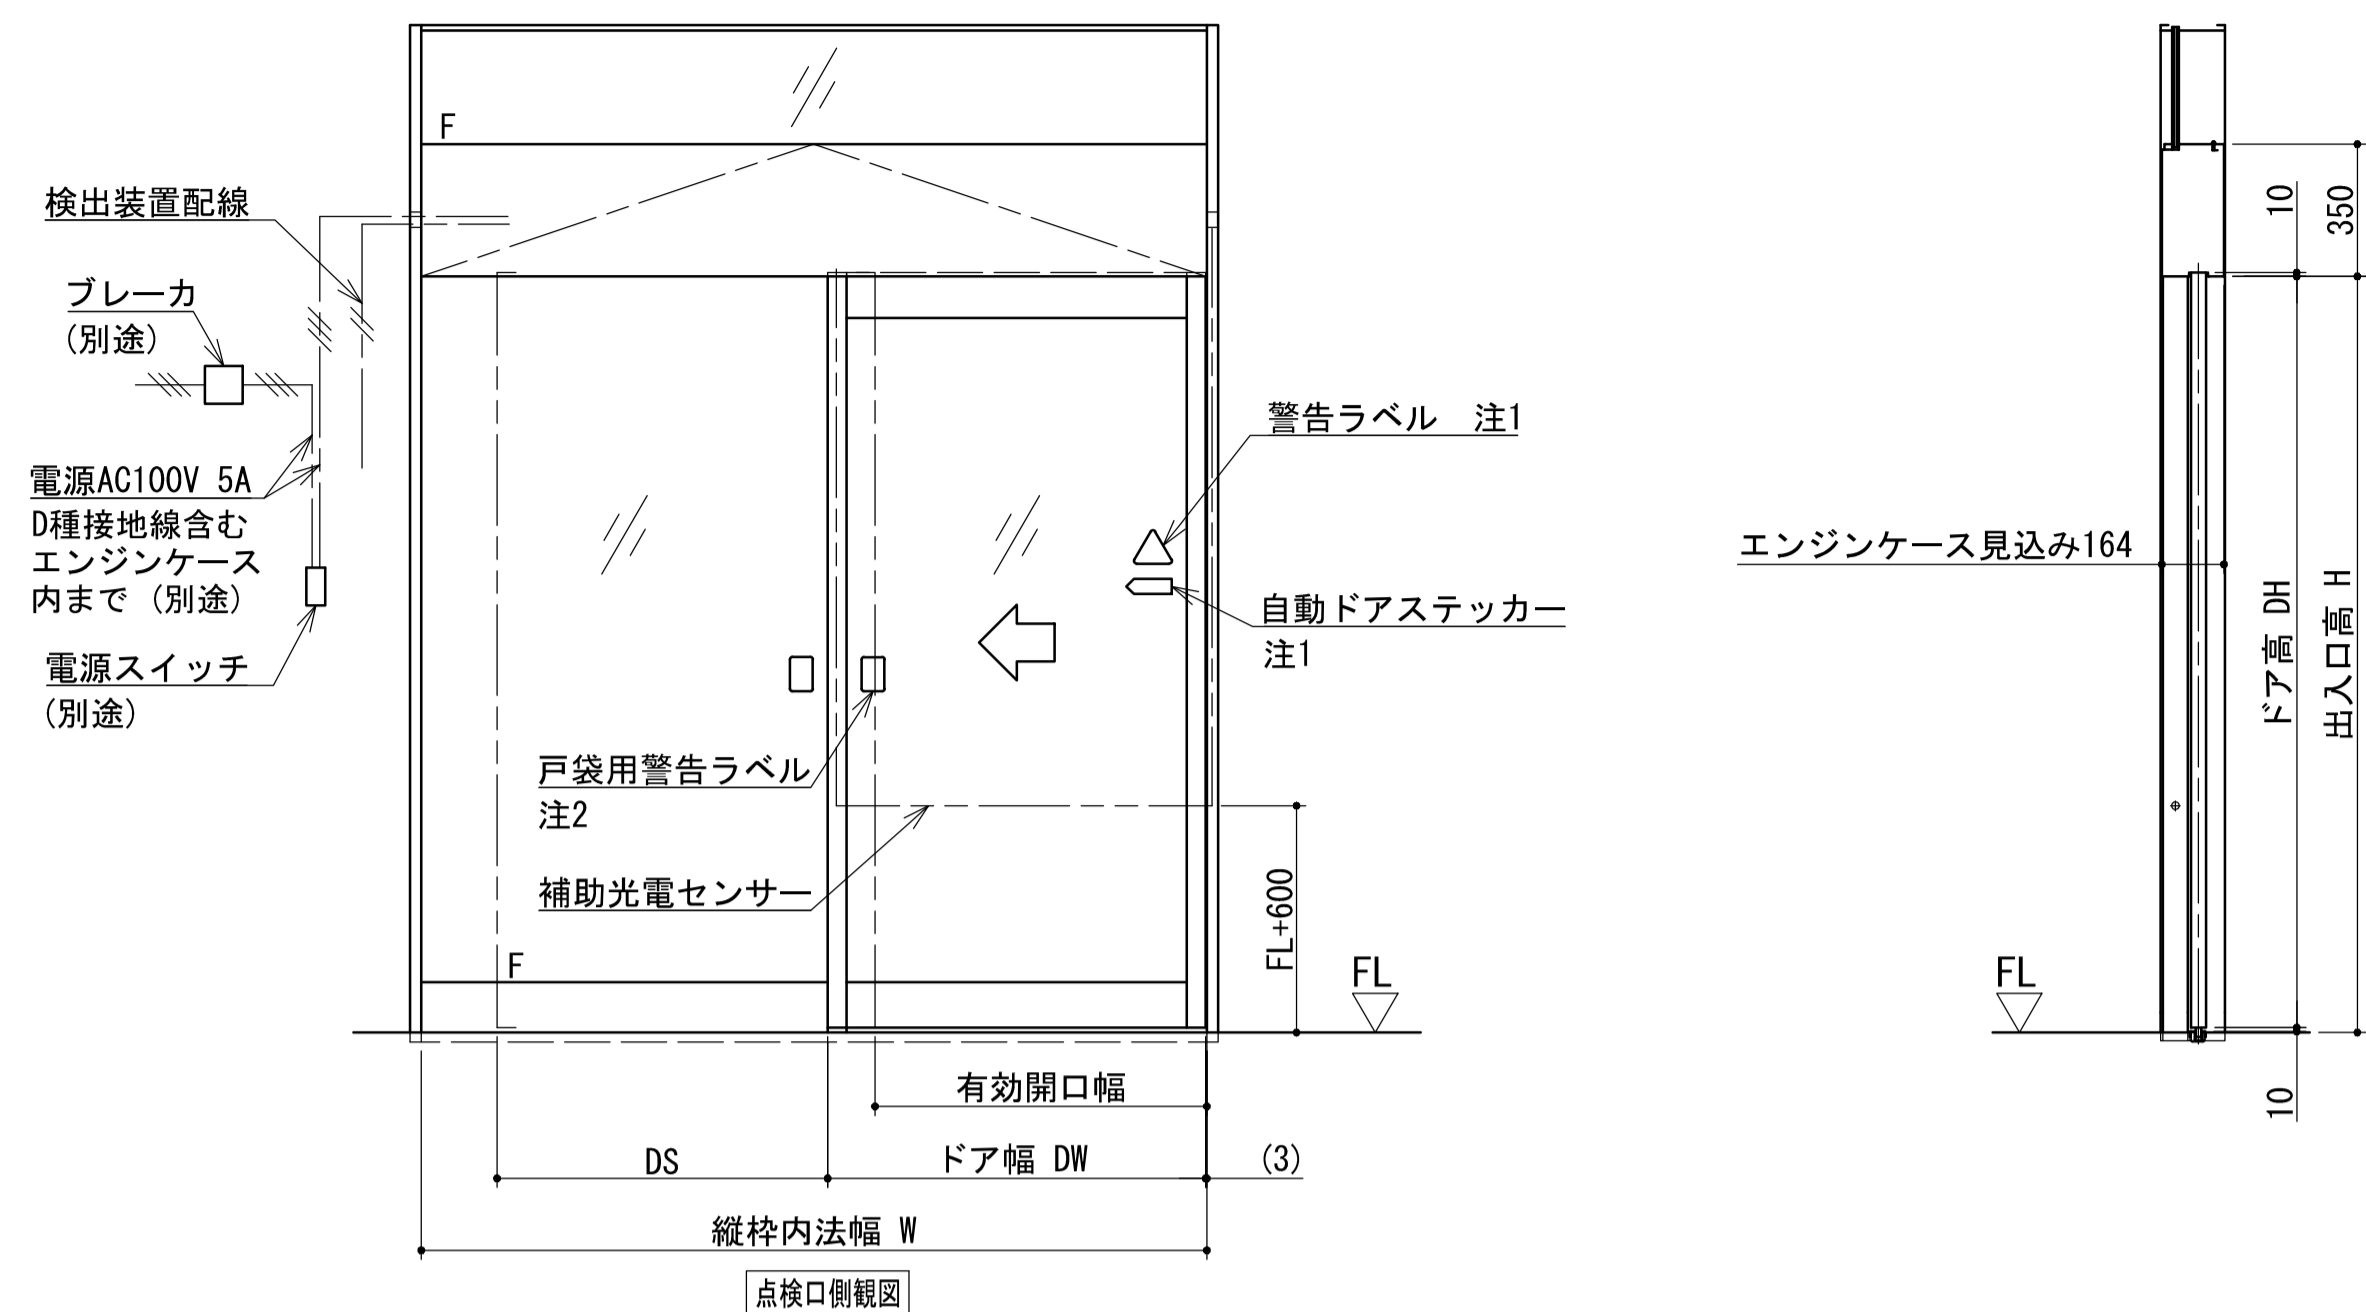 F
検出装置配線
ブレーカ
(別途)
電源AC100V 5A
D種接地線含む
エンジンケース
内まで (別途)
電源スイッチ
(別途)
警告ラベル 注1
自動ドアステッカー
注1
戸袋用警告ラベル
注2
補助光電センサー
F
FL+600
FL
有効開口幅
DS
ドア幅 DW
(3)
縦枠内法幅 W
点検口側観図
10
350
エンジンケース見込み164
ドア高 DH
出入口高 H
FL
10